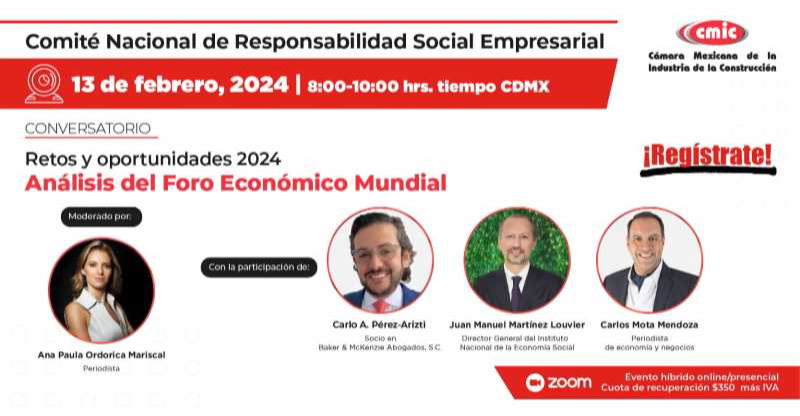 Comité Nacional de Responsabilidad Social Empresarial
cmic
Cámara Mexicana de la
Industria de la Construcción
13 de febrero, 2024 | 8:00-10:00 hrs. tiempo CDMX
CONVERSATORIO
Retos y oportunidades 2024
Análisis del Foro Económico Mundial
¡Regístrate!
Moderado por:
Ana Paula Ordorica Mariscal
Periodista
Con la participación de:
Carlo A. Pérez-Arizti
Socio en
Baker & McKenzie Abogados, S.C.
Juan Manuel Martínez Louvier
Director General del Instituto
Nacional de la Economía Social
Carlos Mota Mendoza
Periodista
de economía y negocios
zoom
Evento híbrido online/presencial
Cuota de recuperación $350 más IVA